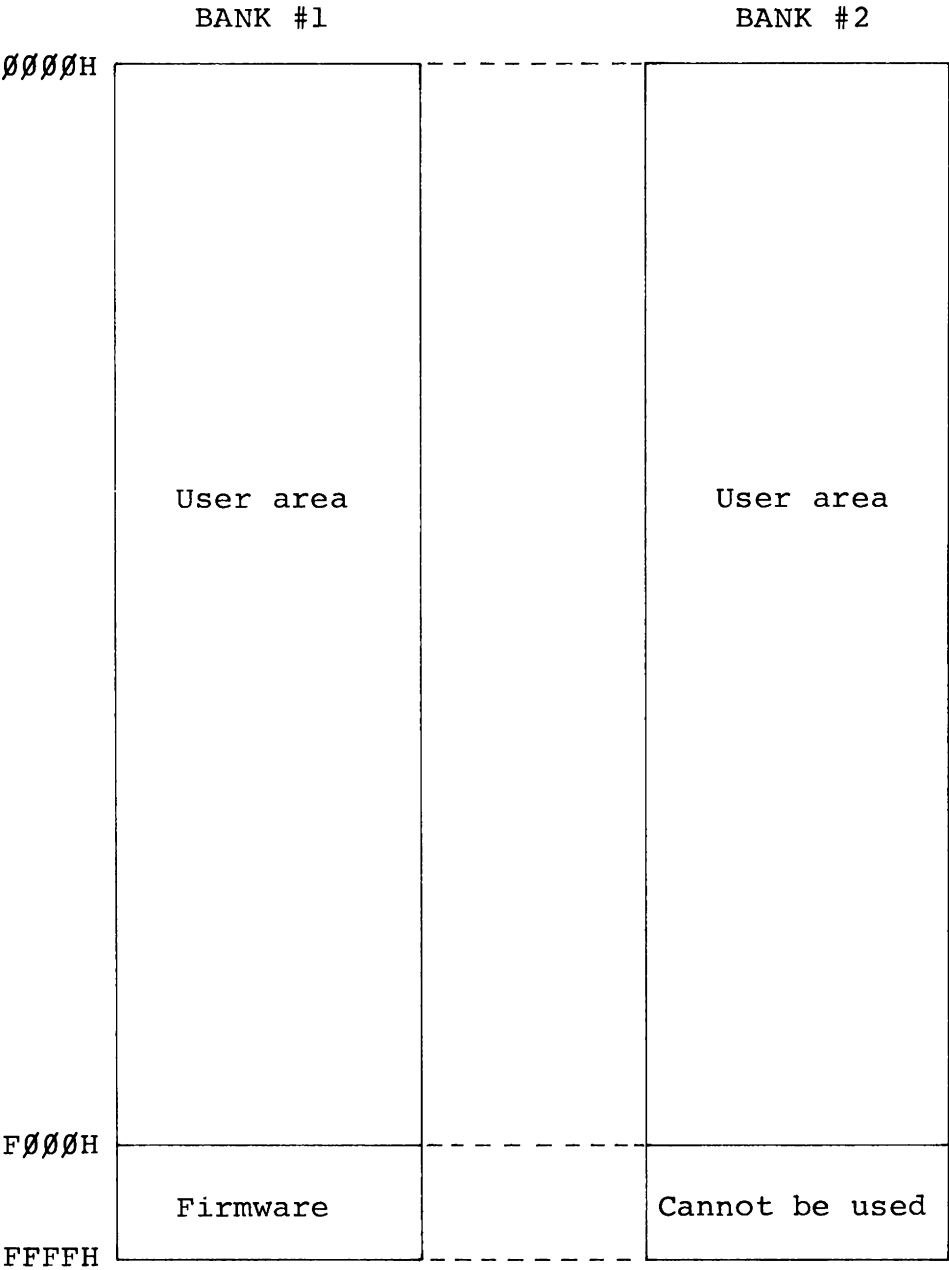 BANK #1 BANK #2
ØØØØH
User area User area
FØØØH
Firmware Cannot be used
FFFFH